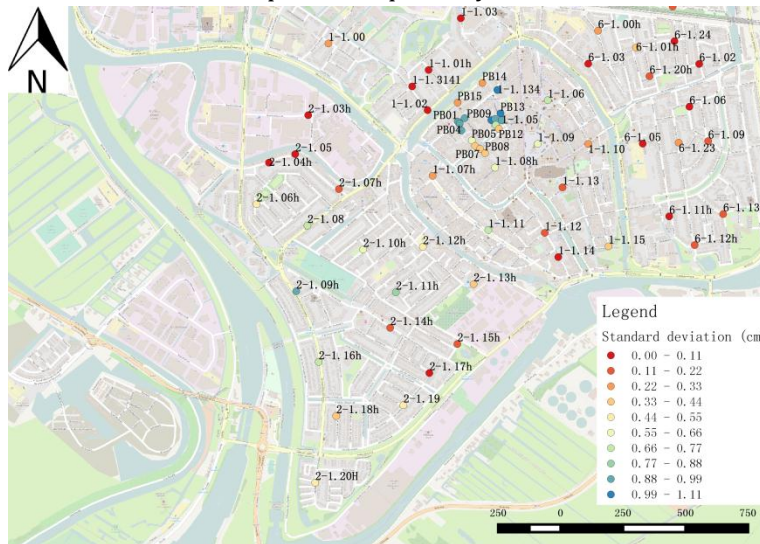 1-1.03
6-1.00h
6-1.24
1-1.00
6-1.01h
6-1.03
6-1.02
1-1.01h
6-1.20h
1-1.3141
PB14
1-1.134
PB15
1-1.06
6-1.06
1-1.02
2-1.03h
PB13
PB01
PB09
1-1.05
PB04
PB05
PB12
1-1.09
1-1.10
6-1.05
6-1.23
6-1.09
2-1.05
2-1.04h
PB07
PB08
1-1.08h
1-1.07h
2-1.07h
1-1.13
2-1.06h
6-1.11h
6-1.13
2-1.08
1-1.11
1-1.12
2-1.10h
2-1.12h
1-1.14
1-1.15
6-1.12h
2-1.09h
2-1.11h
2-1.13h
2-1.14h
2-1.15h
2-1.16h
2-1.17h
2-1.18h
2-1.19
2-1.20H
N
Legend
Standard deviation (cm
0.00 - 0.11
0.11 - 0.22
0.22 - 0.33
0.33 - 0.44
0.44 - 0.55
0.55 - 0.66
0.66 - 0.77
0.77 - 0.88
0.88 - 0.99
0.99 - 1.11
250 0 250 500 750